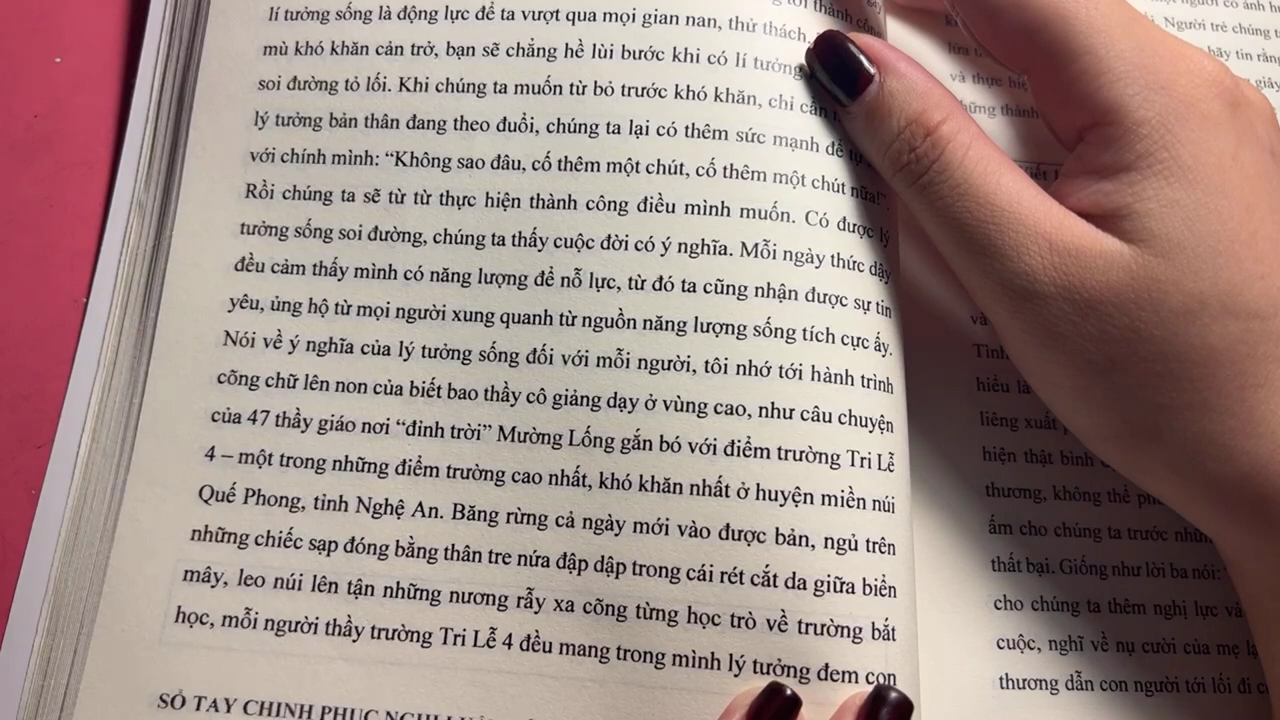 lí tưởng sống là động lực để ta vượt qua mọi gian nan, thử thách.
mù khó khăn cản trở, bạn sẽ chẳng hề lùi bước khi có lí tưởng
soi đường tỏ lối. Khi chúng ta muốn từ bỏ trước khó khăn, chỉ cần
lý tưởng bản thân đang theo đuổi, chúng ta lại có thêm sức mạnh để tự
với chính mình: “Không sao đâu, cố thêm một chút, cố thêm một chút nữa!”.
Rồi chúng ta sẽ từ từ thực hiện thành công điều mình muốn. Có được lý
tưởng sống soi đường, chúng ta thấy cuộc đời có ý nghĩa. Mỗi ngày thức dậy
đều cảm thấy mình có năng lượng để nỗ lực, từ đó ta cũng nhận được sự tin
yêu, ủng hộ từ mọi người xung quanh từ nguồn năng lượng sống tích cực ấy.
Nói về ý nghĩa của lý tưởng sống đối với mỗi người, tôi nhớ tới hành trình
cõng chữ lên non của biết bao thầy cô giảng dạy ở vùng cao, như câu chuyện
của 47 thầy giáo nơi “đỉnh trời” Mường Lống gắn bó với điểm trường Tri Lễ
4 – một trong những điểm trường cao nhất, khó khăn nhất ở huyện miền núi
Quế Phong, tỉnh Nghệ An. Băng rừng cả ngày mới vào được bản, ngủ trên
những chiếc sạp đóng bằng thân tre nứa đập dập trong cái rét cắt da giữa biển
mây, leo núi lên tận những nương rẫy xa cõng từng học trò về trường bắt
học, mỗi người thầy trường Tri Lễ 4 đều mang trong mình lý tưởng đem con
SỔ TAY CHINH PHỤC
Người trẻ chúng
hãy tin rằng
và thực
những thành
và
hiểu là
liêng xuất
hiện thật bình
thương, không thể
ấm cho chúng ta trước
thất bại. Giống như lời ba nói:
cho chúng ta thêm nghị lực và
cuộc, nghĩ về nụ cười của mẹ
thương dẫn con người tới lối đi